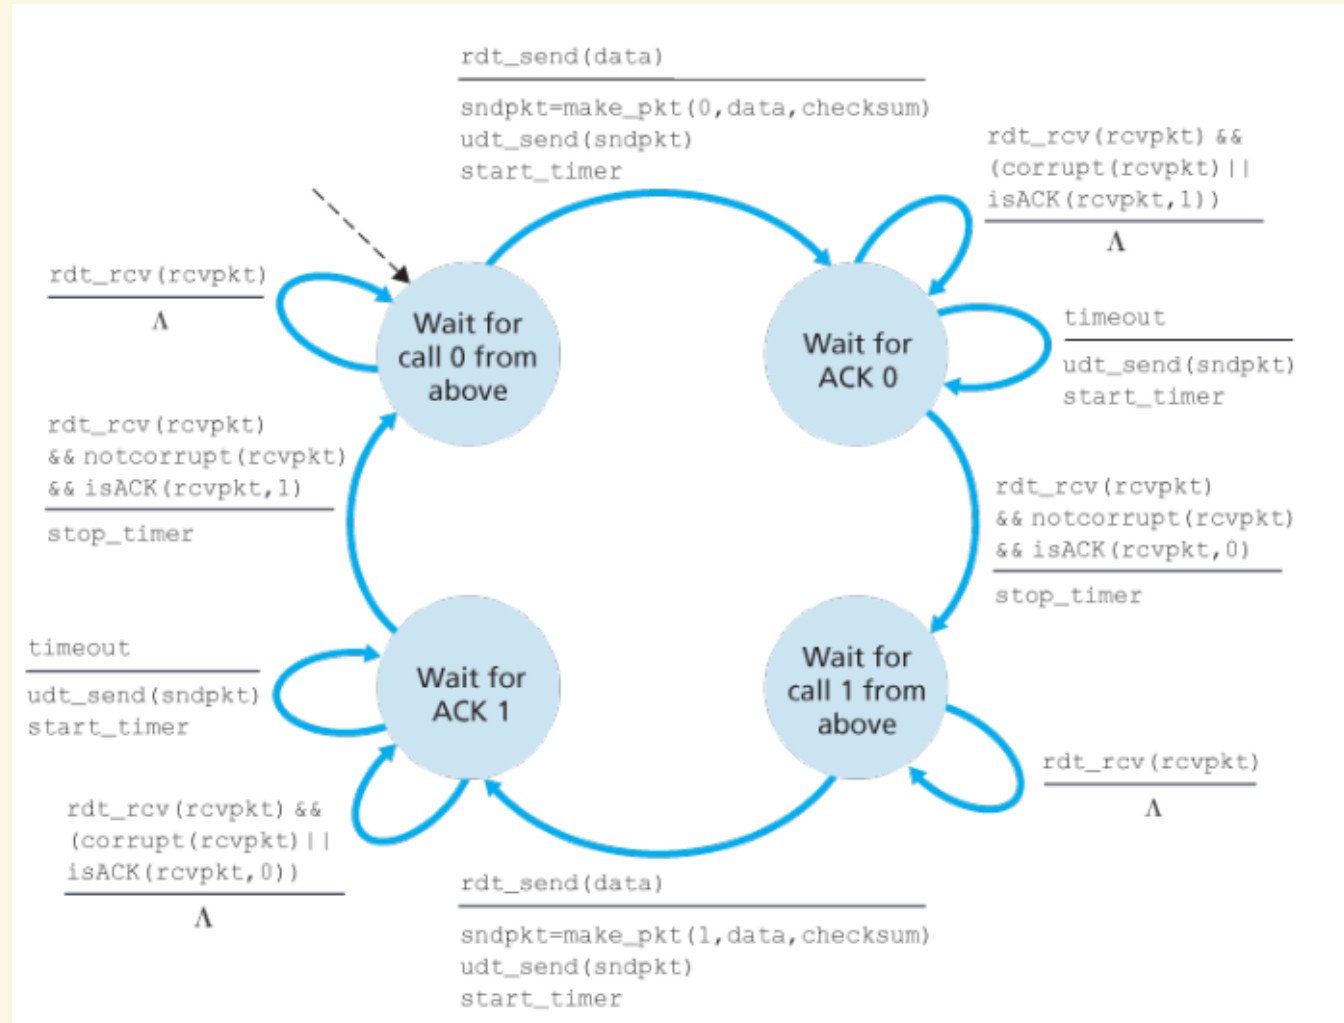 rdt_send(data)
sndpkt=make_pkt(0,data,checksum)
udt_send(sndpkt)
start_timer
rdt_rcv(rcvpkt) &&
(corrupt(rcvpkt)||
isACK(rcvpkt,1))
Λ
rdt_rcv(rcvpkt)
Λ
Wait for
call 0 from
above
Wait for
ACK 0
timeout
udt_send(sndpkt)
start_timer
rdt_rcv(rcvpkt)
&& notcorrupt(rcvpkt)
&& isACK(rcvpkt,1)
stop_timer
rdt_rcv(rcvpkt)
&& notcorrupt(rcvpkt)
&& isACK(rcvpkt,0)
stop_timer
timeout
udt_send(sndpkt)
start_timer
Wait for
ACK 1
Wait for
call 1 from
above
rdt_rcv(rcvpkt)
Λ
rdt_rcv(rcvpkt) &&
(corrupt(rcvpkt)||
isACK(rcvpkt,0))
Λ
rdt_send(data)
sndpkt=make_pkt(1,data,checksum)
udt_send(sndpkt)
start_timer